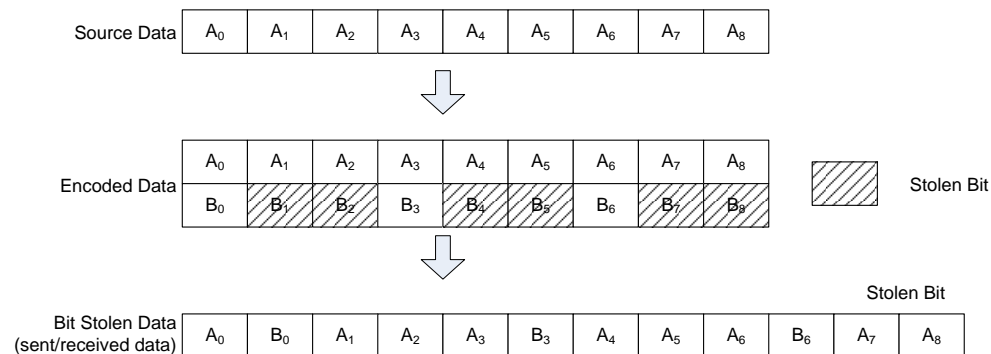 Source Data A₀ A₁ A₂ A₃ A₄ A₅ A₆ A₇ A₈
A₀ A₁ A₂ A₃ A₄ A₅ A₆ A₇ A₈
Encoded Data
B₀ B₁ B₂ B₃ B₄ B₅ B₆ B₇ B₈
Stolen Bit
Stolen Bit
Bit Stolen Data
(sent/received data)
A₀ B₀ A₁ A₂ A₃ B₃ A₄ A₅ A₆ B₆ A₇ A₈